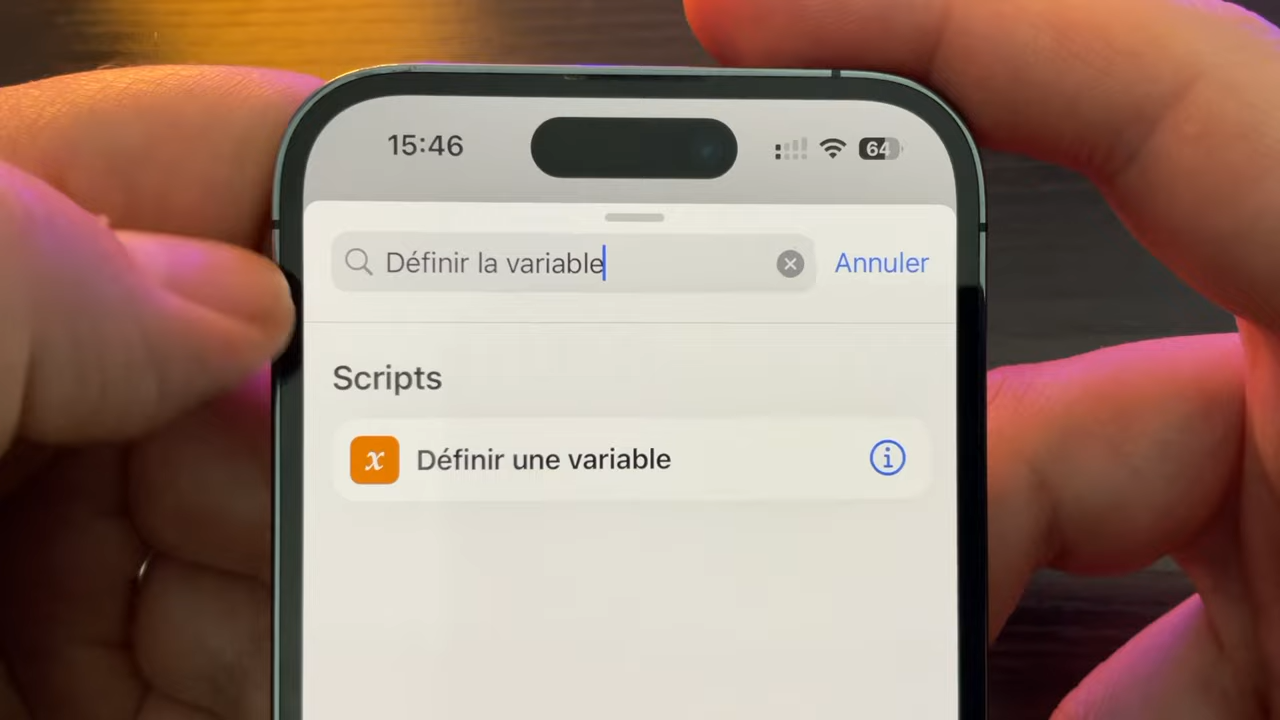 15:46
64
Définir la variable
Annuler
Scripts
x Définir une variable